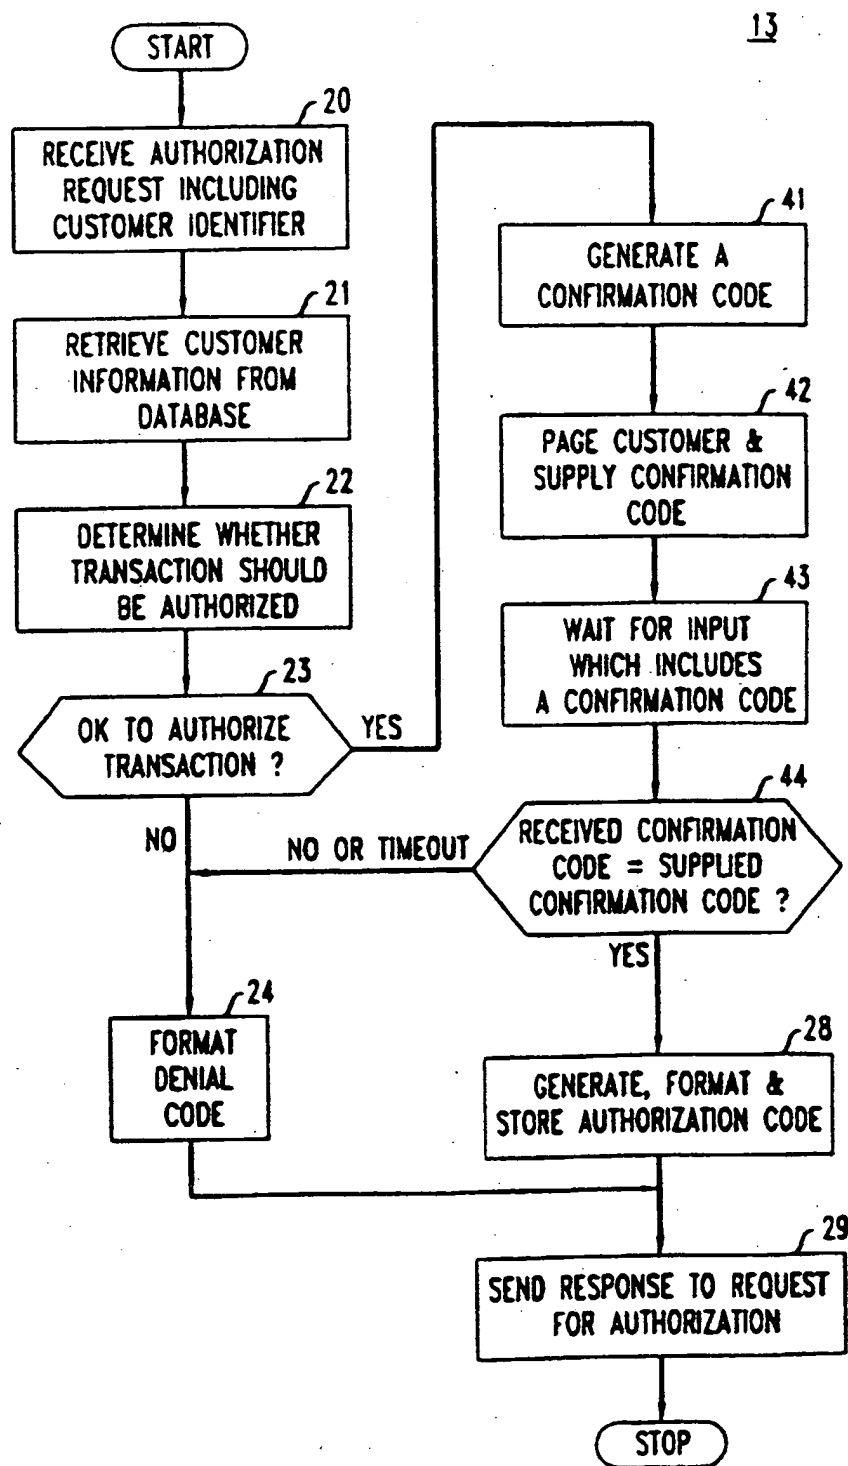 13
START
20
RECEIVE AUTHORIZATION
REQUEST INCLUDING
CUSTOMER IDENTIFIER
21
RETRIEVE CUSTOMER
INFORMATION FROM
DATABASE
22
DETERMINE WHETHER
TRANSACTION SHOULD
BE AUTHORIZED
23
OK TO AUTHORIZE
TRANSACTION ?
YES
NO
24
FORMAT
DENIAL
CODE
41
GENERATE A
CONFIRMATION CODE
42
PAGE CUSTOMER &
SUPPLY CONFIRMATION
CODE
43
WAIT FOR INPUT
WHICH INCLUDES
A CONFIRMATION CODE
44
RECEIVED CONFIRMATION
CODE = SUPPLIED
CONFIRMATION CODE ?
NO OR TIMEOUT
YES
28
GENERATE, FORMAT &
STORE AUTHORIZATION CODE
29
SEND RESPONSE TO REQUEST
FOR AUTHORIZATION
STOP